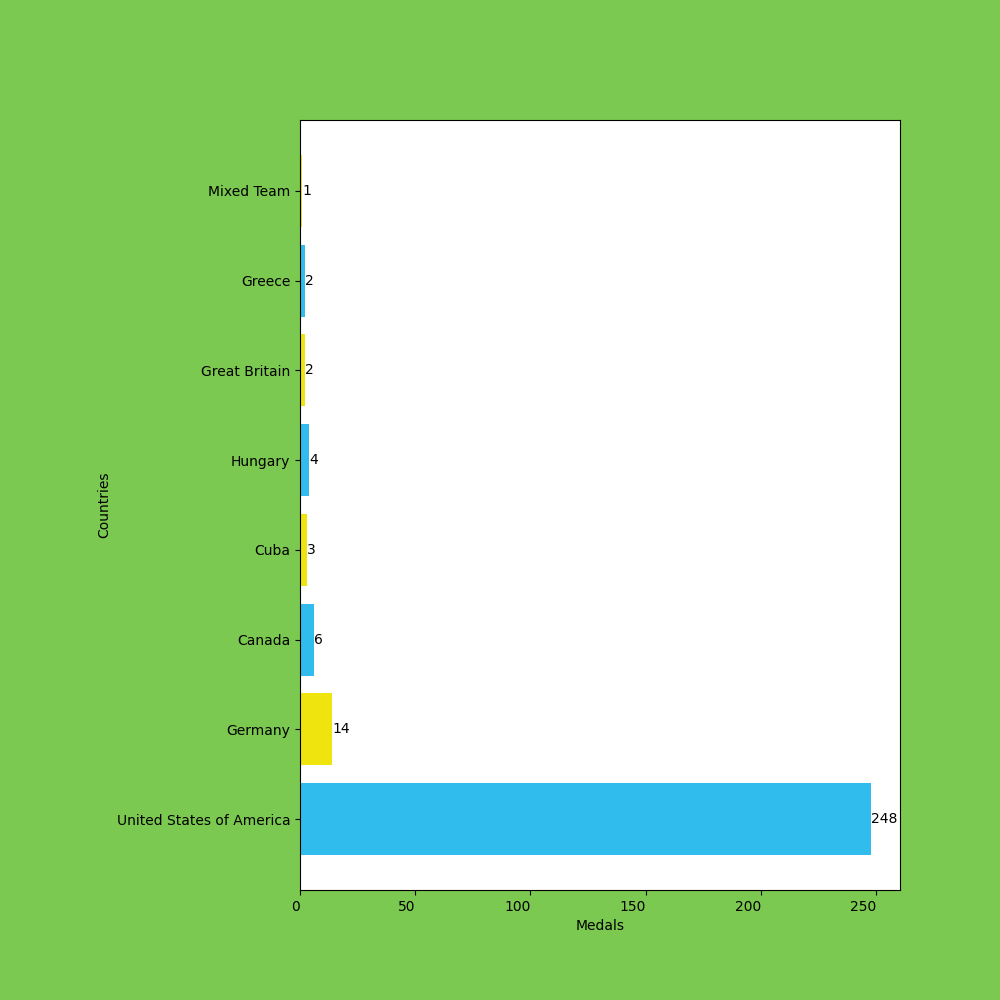 Mixed Team 1
Greece 2
Great Britain 2
Hungary 4
Cuba 3
Canada 6
Germany 14
United States of America 248
0 50 100 150 200 250
Medals
Countries